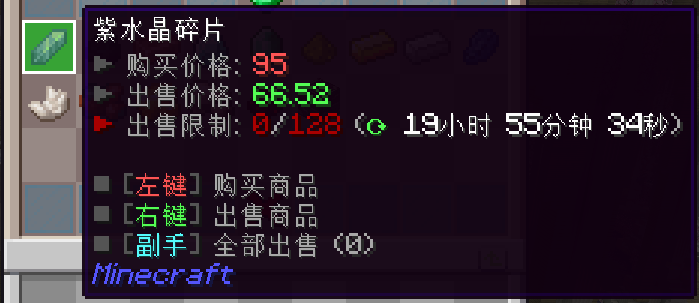 紫水晶碎片
► 购买价格: 95
► 出售价格: 66.52
► 出售限制: 0/128 (⟳ 19小时 55分钟 34秒)
■ [左键] 购买商品
■ [右键] 出售商品
■ [副手] 全部出售 (0)
Minecraft